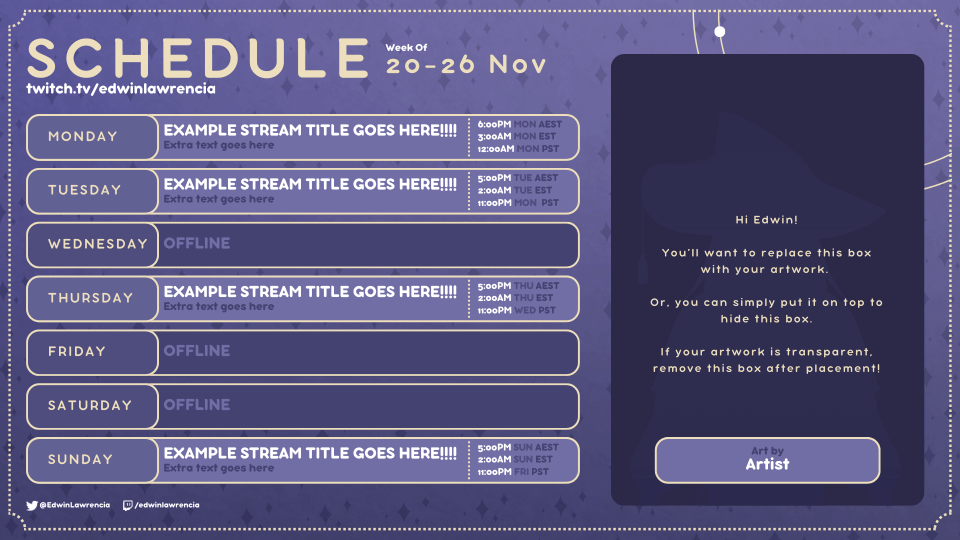 SCHEDULE
Week Of
20-26 Nov
twitch.tv/edwinlawrencia
MONDAY
EXAMPLE STREAM TITLE GOES HERE!!!!
Extra text goes here
6:00PM MON AEST
3:00AM MON EST
12:00AM MON PST
TUESDAY
EXAMPLE STREAM TITLE GOES HERE!!!!
Extra text goes here
5:00PM TUE AEST
2:00AM TUE EST
11:00PM MON PST
WEDNESDAY
OFFLINE
THURSDAY
EXAMPLE STREAM TITLE GOES HERE!!!!
Extra text goes here
5:00PM THU AEST
2:00AM THU EST
11:00PM WED PST
FRIDAY
OFFLINE
SATURDAY
OFFLINE
SUNDAY
EXAMPLE STREAM TITLE GOES HERE!!!!
Extra text goes here
5:00PM SUN AEST
2:00AM SUN EST
11:00PM FRI PST
@EdwinLawrencia
/edwinlawrencia
Hi Edwin!
You'll want to replace this box
with your artwork.
Or, you can simply put it on top to
hide this box.
If your artwork is transparent,
remove this box after placement!
Art by
Artist